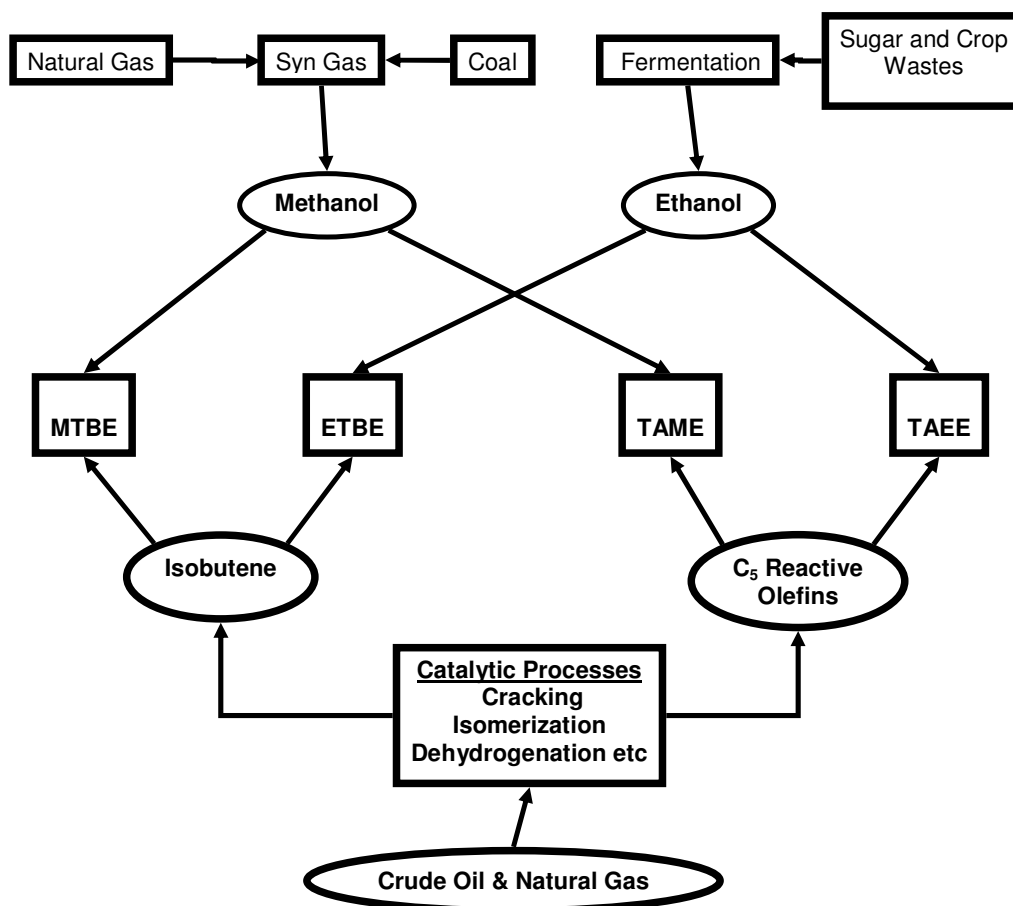 Natural Gas
Syn Gas
Coal
Fermentation
Sugar and Crop
Wastes
Methanol
Ethanol
MTBE
ETBE
TAME
TAEE
Isobutene
C₅ Reactive
Olefins
Catalytic Processes
Cracking
Isomerization
Dehydrogenation etc
Crude Oil & Natural Gas